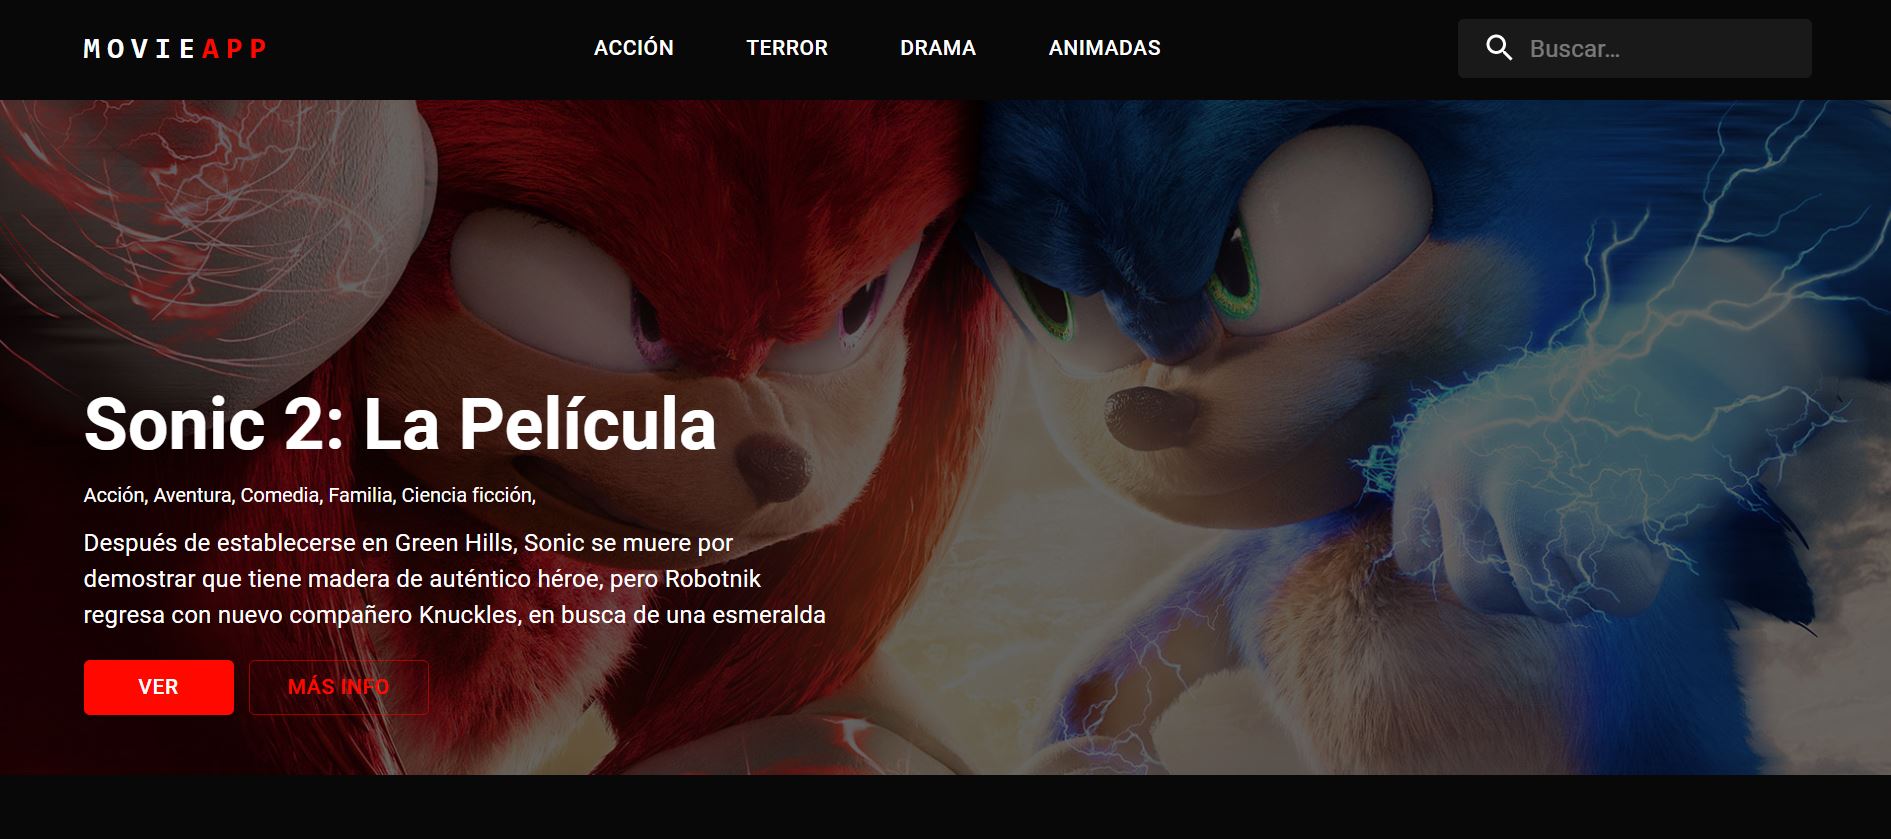 MOVIEAPP
ACCIÓN TERROR DRAMA ANIMADAS
Buscar...
Sonic 2: La Película
Acción, Aventura, Comedia, Familia, Ciencia ficción,
Después de establecerse en Green Hills, Sonic se muere por
demostrar que tiene madera de auténtico héroe, pero Robotnik
regresa con nuevo compañero Knuckles, en busca de una esmeralda
VER MÁS INFO